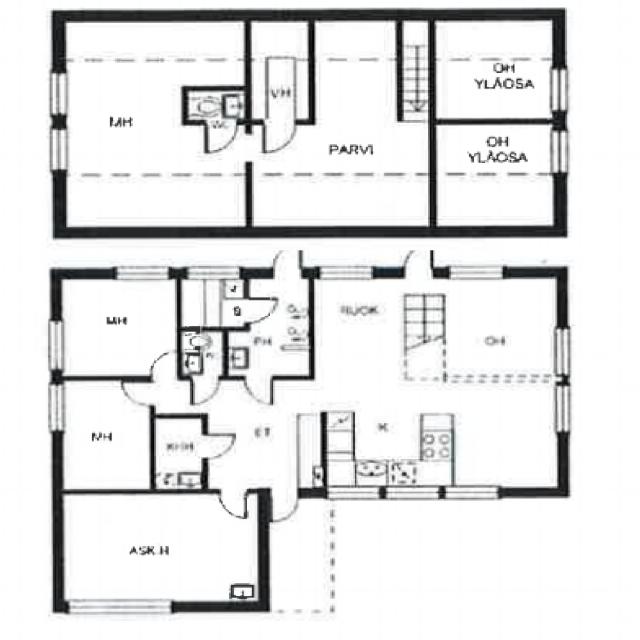 OH
YLÄOSA
VH
MH
WC
OH
YLÄOSA
PARVI
MH
S
RUOK
PH
OH
MH
ET
K
KHH
ASK.H